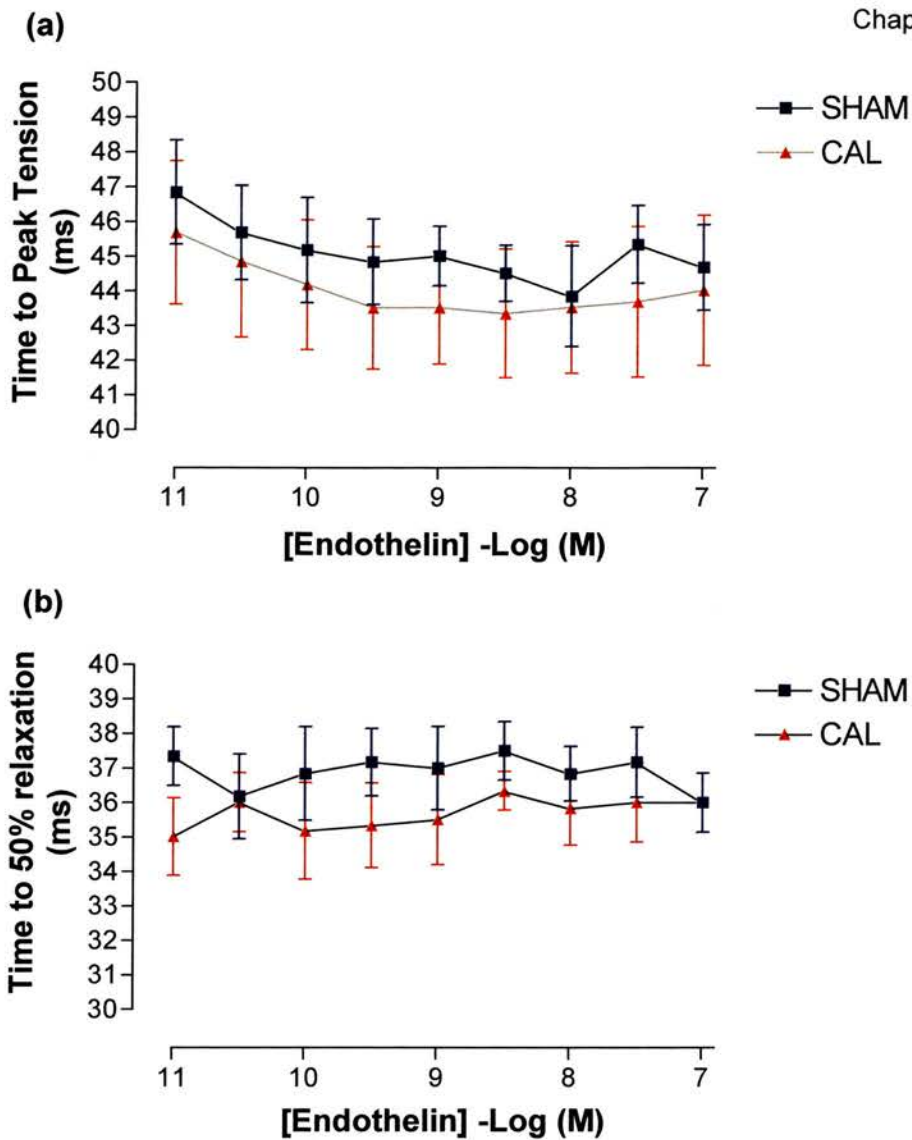 Chap
(a)
Time to Peak Tension
(ms)
50
49
48
47
46
45
44
43
42
41
40
11 10 9 8 7
[Endothelin] -Log (M)
SHAM
CAL
(b)
Time to 50% relaxation
(ms)
40
39
38
37
36
35
34
33
32
31
30
11 10 9 8 7
[Endothelin] -Log (M)
SHAM
CAL